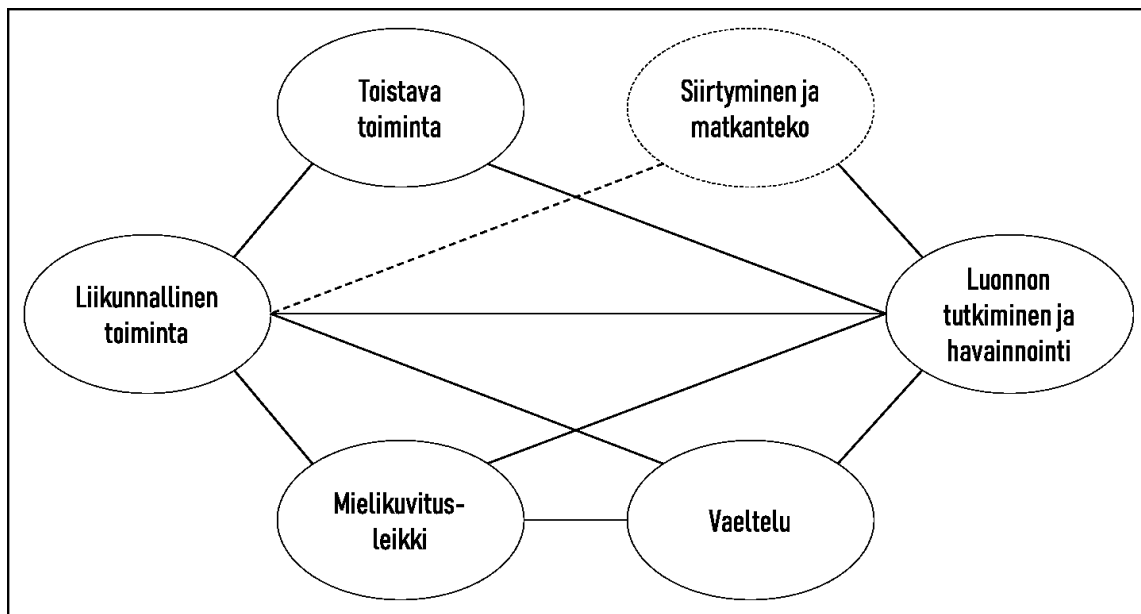 Toistava
toiminta
Siirtyminen ja
matkanteko
Liikunnallinen
toiminta
Luonnon
tutkiminen ja
havainnointi
Mielikuvitus-
leikki
Vaeltelu